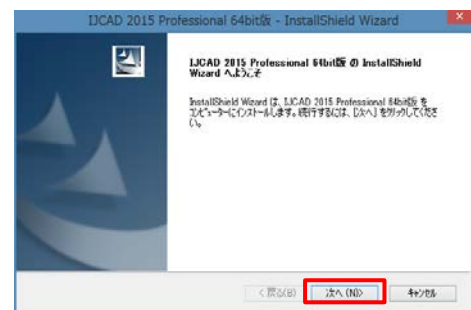 IJCAD 2015 Professional 64bit版 - InstallShield Wizard
IJCAD 2015 Professional 64bit版 の InstallShield
Wizard へようこそ
InstallShield Wizard は、IJCAD 2015 Professional 64bit版 を
コンピューターにインストールします。続行するには、[次へ] をクリックしてくださ
い。
< 戻る(B)
次へ (N)>
キャンセル